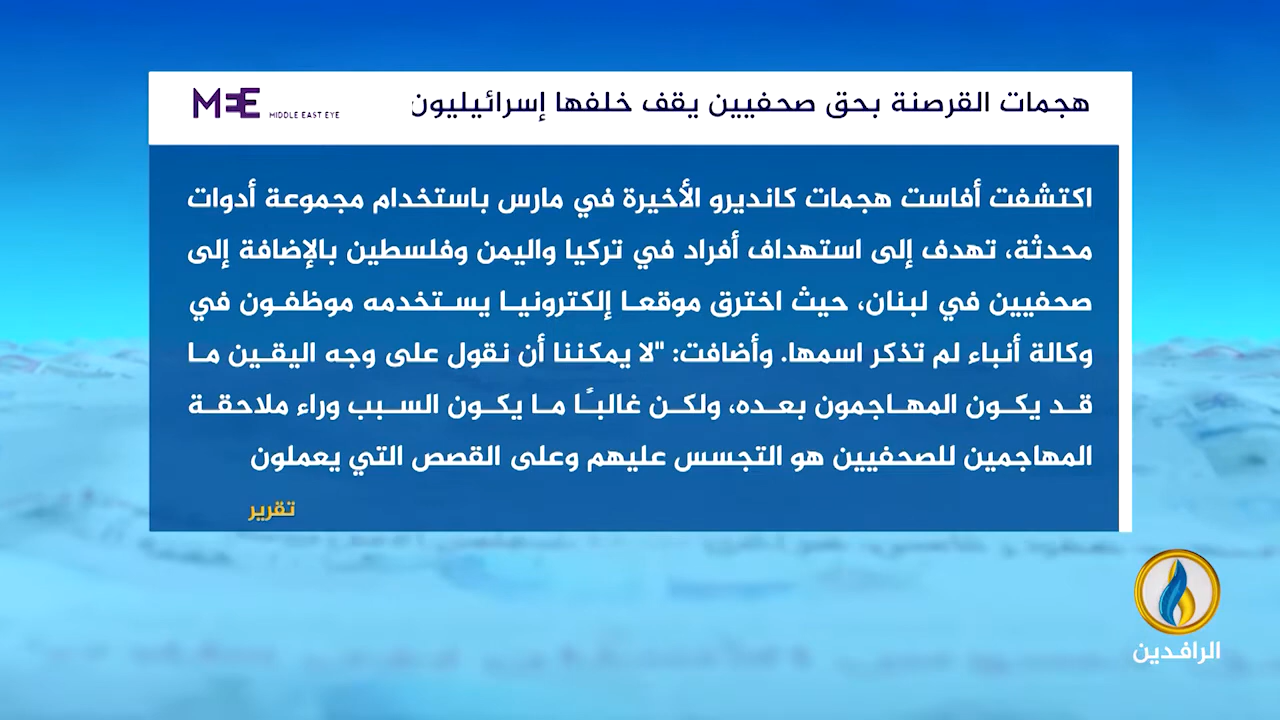 هجمات القرصنة بحق صحفيين يقف خلفها إسرائيليون
MEE MIDDLE EAST EYE
اكتشفت أفاست هجمات كانديرو الأخيرة في مارس باستخدام مجموعة أدوات
محدثة، تهدف إلى استهداف أفراد في تركيا واليمن وفلسطين بالإضافة إلى
صحفيين في لبنان، حيث اخترق موقعا إلكترونيا يستخدمه موظفون في
وكالة أنباء لم تذكر اسمها. وأضافت: "لا يمكننا أن نقول على وجه اليقين ما
قد يكون المهاجمون بعده، ولكن غالبًا ما يكون السبب وراء ملاحقة
المهاجمين للصحفيين هو التجسس عليهم وعلى القصص التي يعملون
تقرير
الرافدين